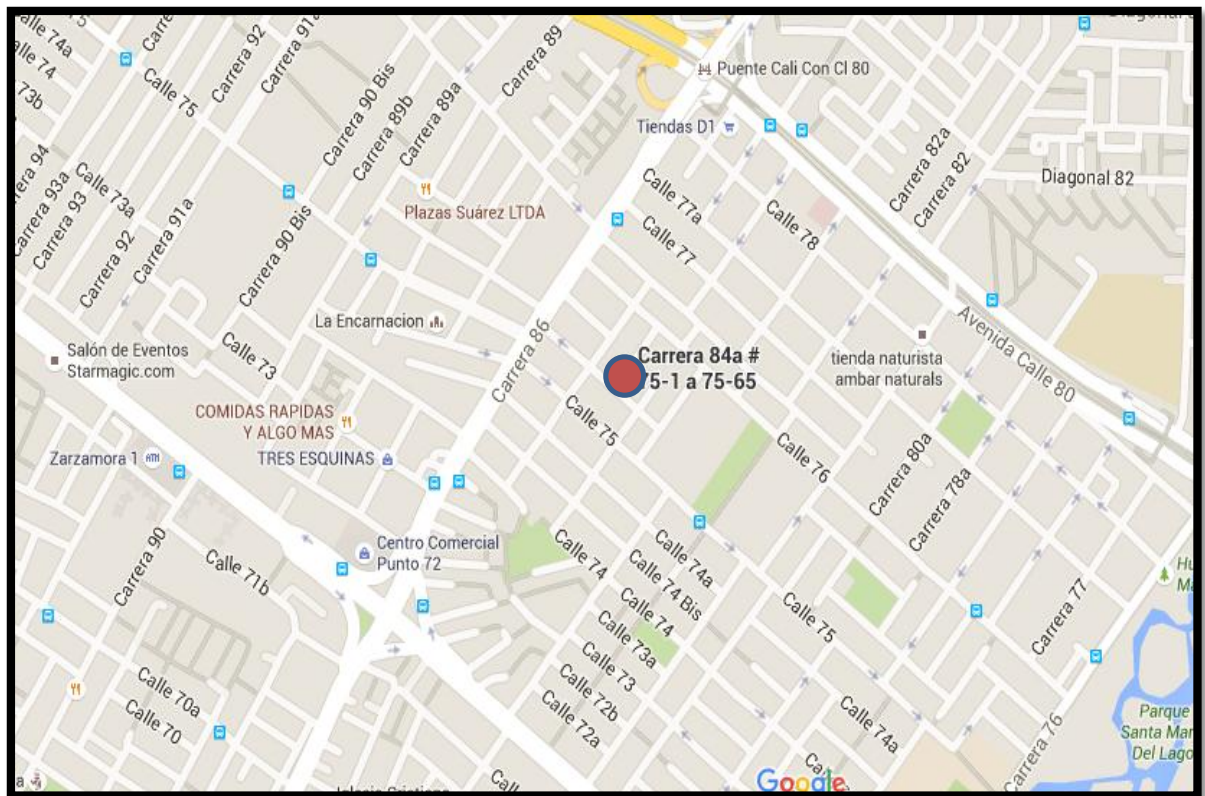 Calle 74a
Calle 74
73b
Calle 75
Carrera 92
Carrera 91a
Carrera 90 Bis
Carrera 89b
Carrera 89a
Carrera 89
Puente Cali Con Cl 80
Tiendas D1
Carrera 82a
Carrera 82
Diagonal 82
Carrera 94
Carrera 93a
Carrera 93
Calle 73a
Carrera 92
Carrera 91a
Carrera 90 Bis
Plazas Suárez LTDA
Calle 77a
Calle 77
Calle 78
La Encarnacion
Carrera 86
Avenida Calle 80
Salón de Eventos
Starmagic.com
Calle 73
Carrera 84a #
75-1 a 75-65
tienda naturista
ambar naturals
COMIDAS RAPIDAS
Y ALGO MAS
TRES ESQUINAS
Zarzamora 1
ATM
Calle 75
Calle 76
Carrera 80a
Carrera 78a
Centro Comercial
Punto 72
Carrera 90
Calle 71b
Calle 74
Calle 74a
Calle 74 Bis
Calle 74
Calle 73a
Calle 73
Calle 72b
Calle 72a
Calle 75
Carrera 77
Calle 74a
Carrera 76
Calle 70a
Calle 70
Parque
Santa Mar
Del Lago
Google